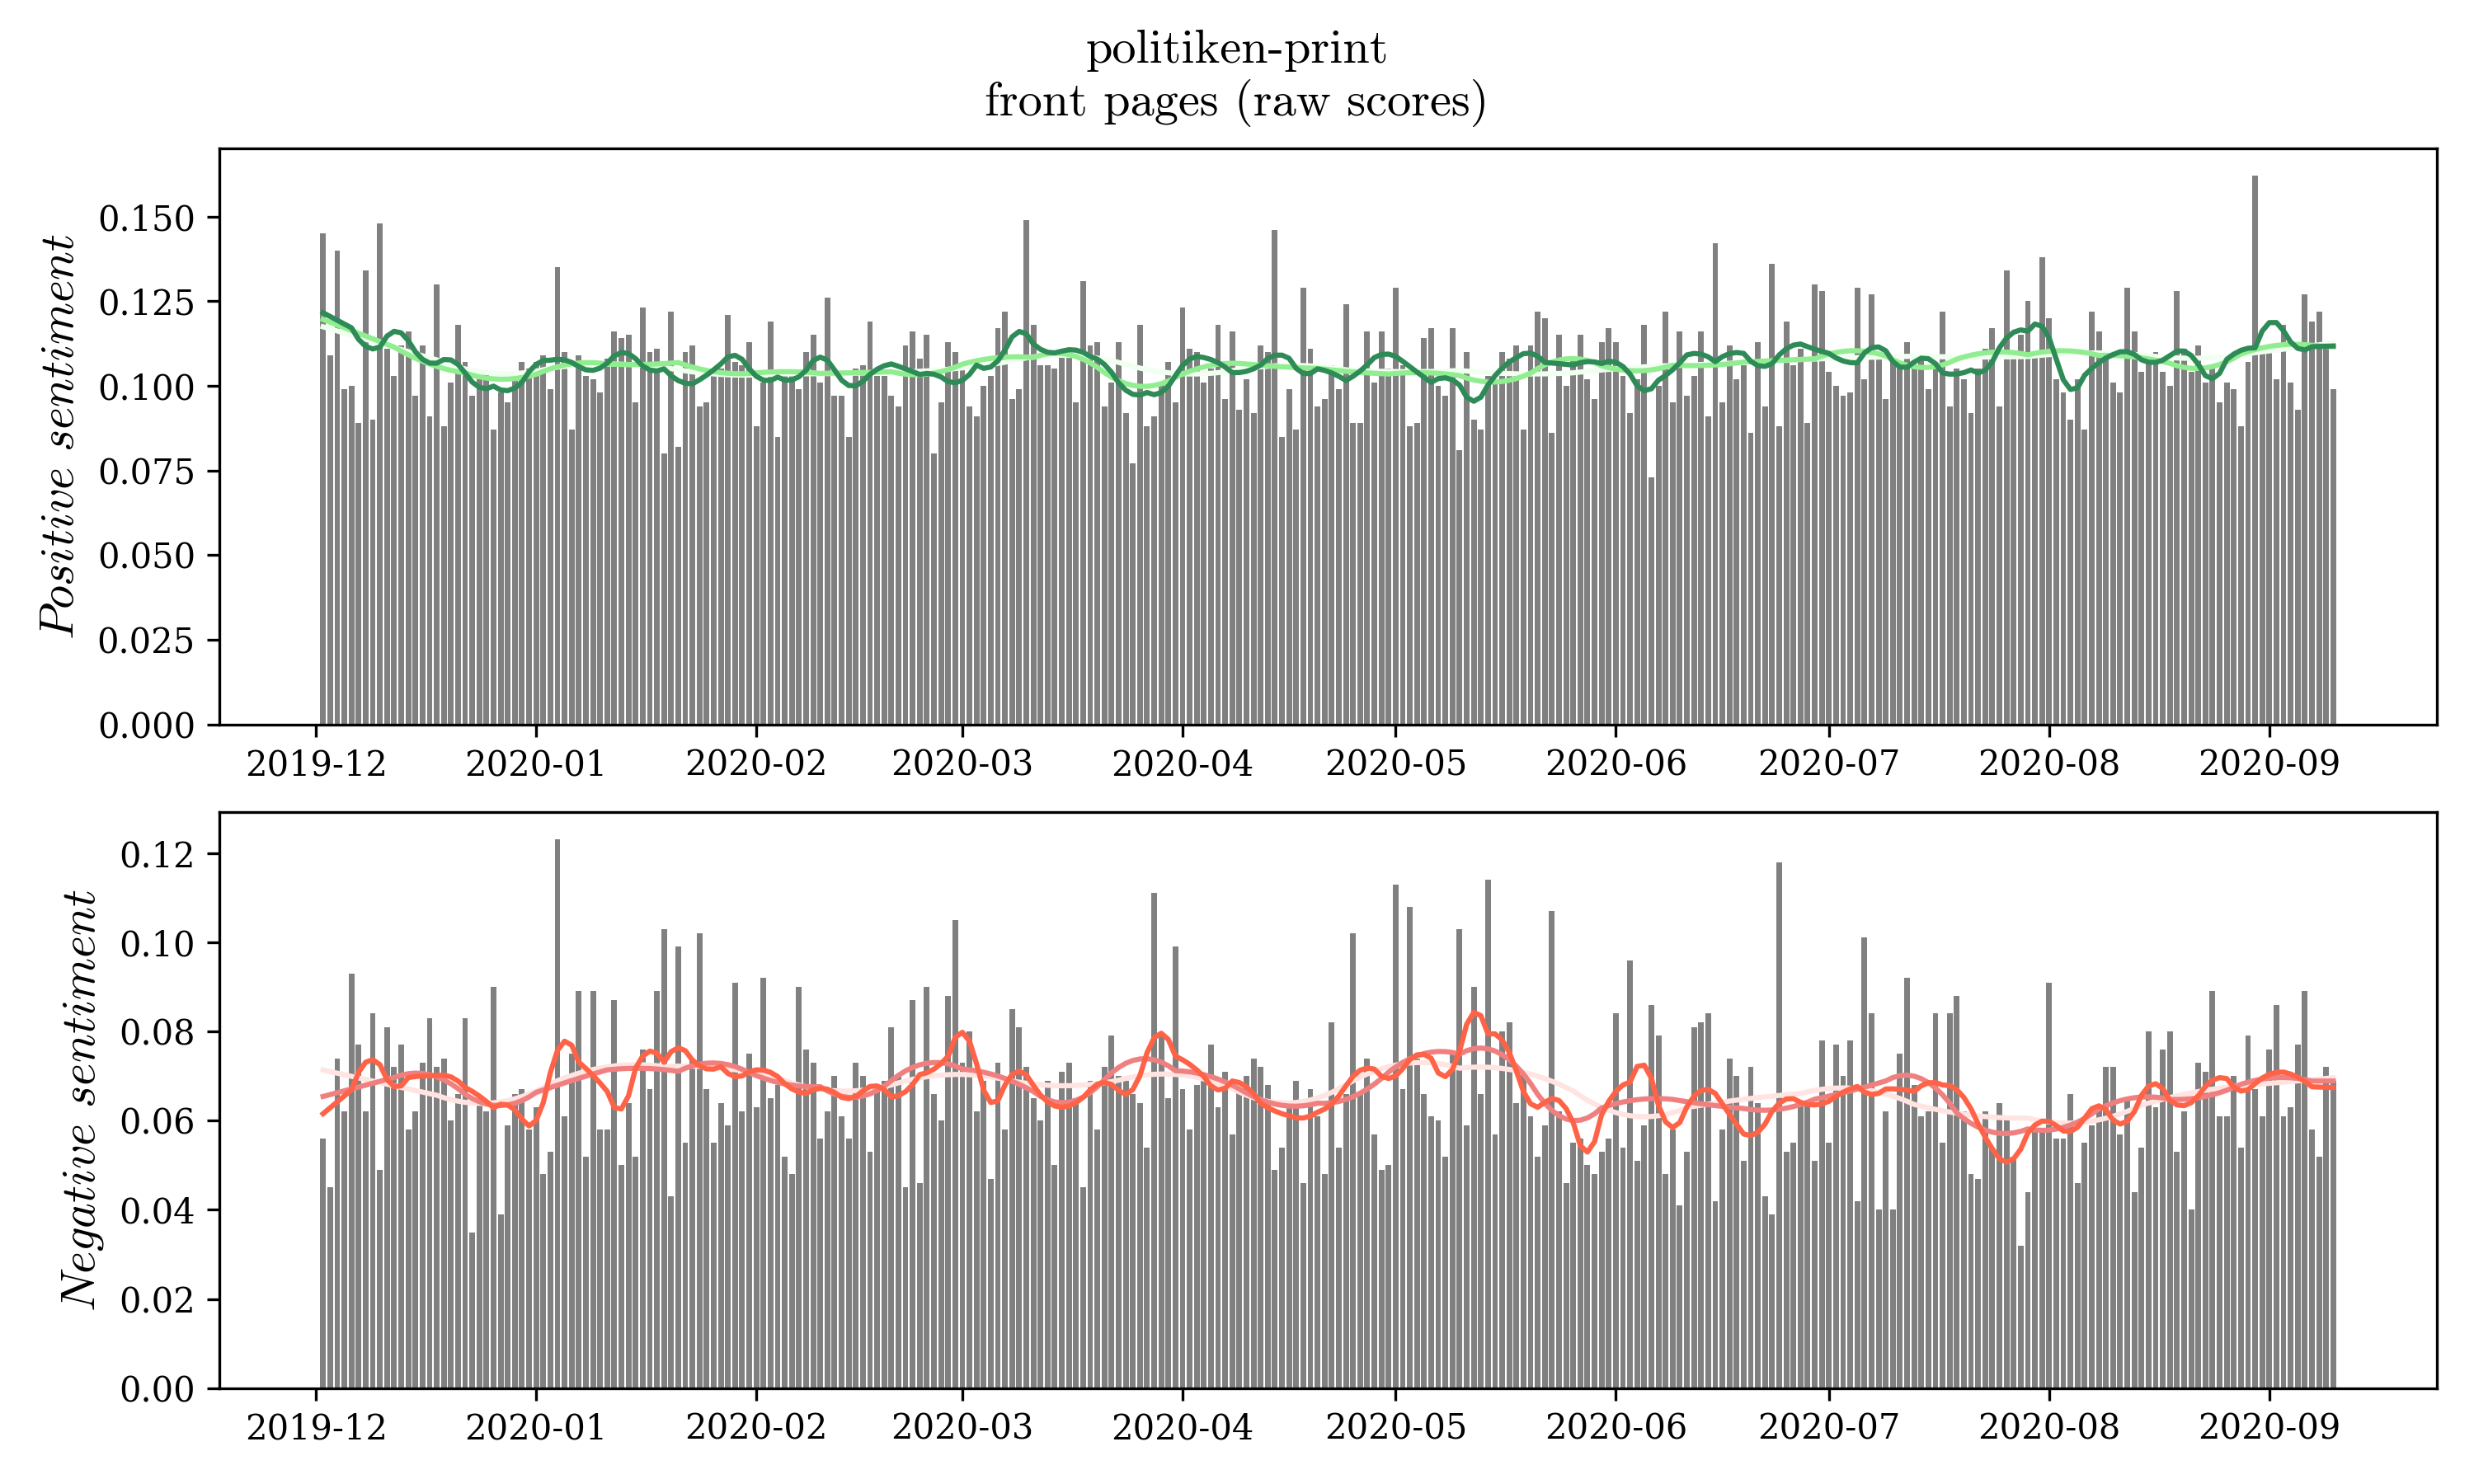 politiken-print
front pages (raw scores)
Positive sentiment
0.150
0.125
0.100
0.075
0.050
0.025
0.000
2019-12 2020-01 2020-02 2020-03 2020-04 2020-05 2020-06 2020-07 2020-08 2020-09
Negative sentiment
0.12
0.10
0.08
0.06
0.04
0.02
0.00
2019-12 2020-01 2020-02 2020-03 2020-04 2020-05 2020-06 2020-07 2020-08 2020-09